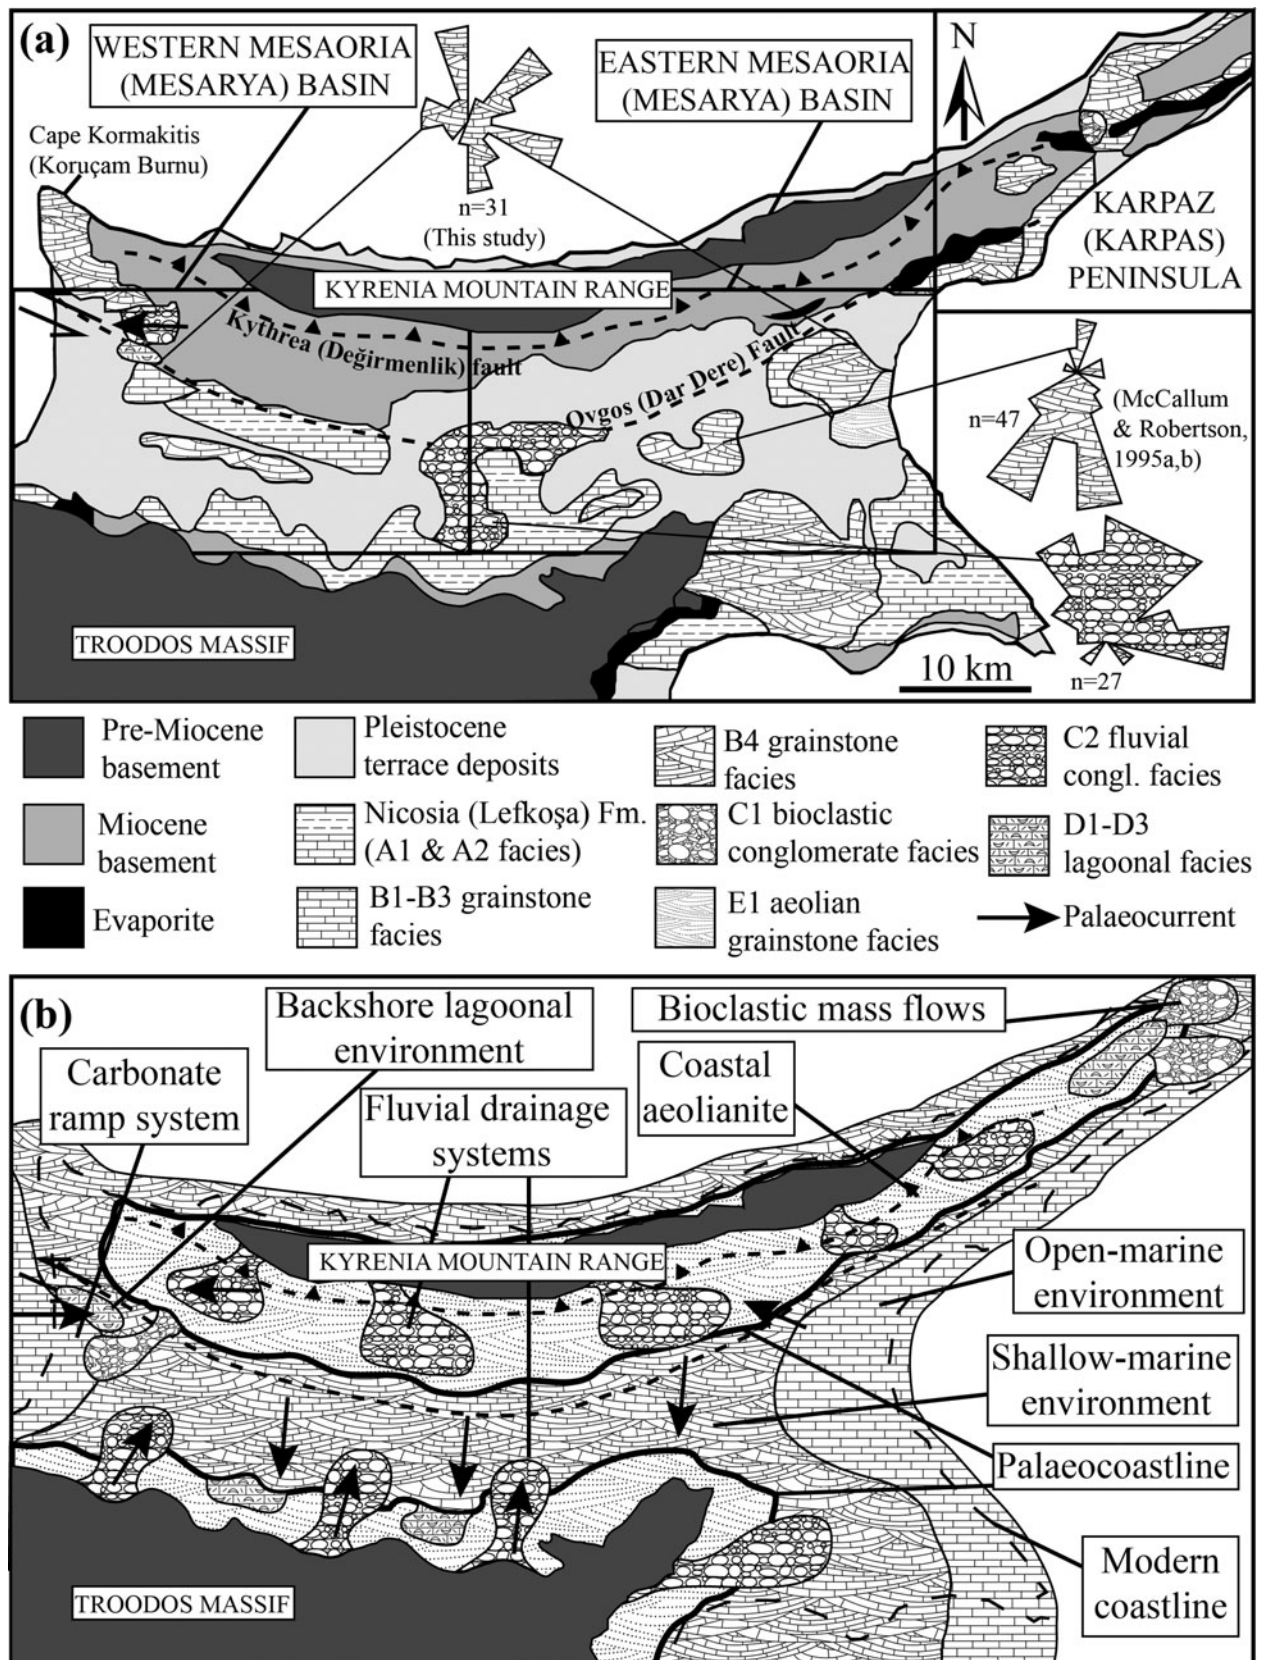 (a)
WESTERN MESAORIA
(MESARYA) BASIN
EASTERN MESAORIA
(MESARYA) BASIN
N
Cape Kormakitis
(Koruçam Burnu)
n=31
(This study)
KARPAZ
(KARPAS)
PENINSULA
KYRENIA MOUNTAIN RANGE
Kythrea (Değirmenlik) fault
Ovgos (Dar Dere) Fault
n=47
(McCallum
& Robertson,
1995a,b)
TROODOS MASSIF
10 km
n=27
Pre-Miocene
basement
Pleistocene
terrace deposits
B4 grainstone
facies
C2 fluvial
congl. facies
Miocene
basement
Nicosia (Lefkoşa) Fm.
(A1 & A2 facies)
C1 bioclastic
conglomerate facies
D1-D3
lagoonal facies
Evaporite
B1-B3 grainstone
facies
E1 aeolian
grainstone facies
Palaeocurrent
(b)
Backshore lagoonal
environment
Bioclastic mass flows
Carbonate
ramp system
Fluvial drainage
systems
Coastal
aeolianite
KYRENIA MOUNTAIN RANGE
Open-marine
environment
Shallow-marine
environment
Palaeocoastline
Modern
coastline
TROODOS MASSIF